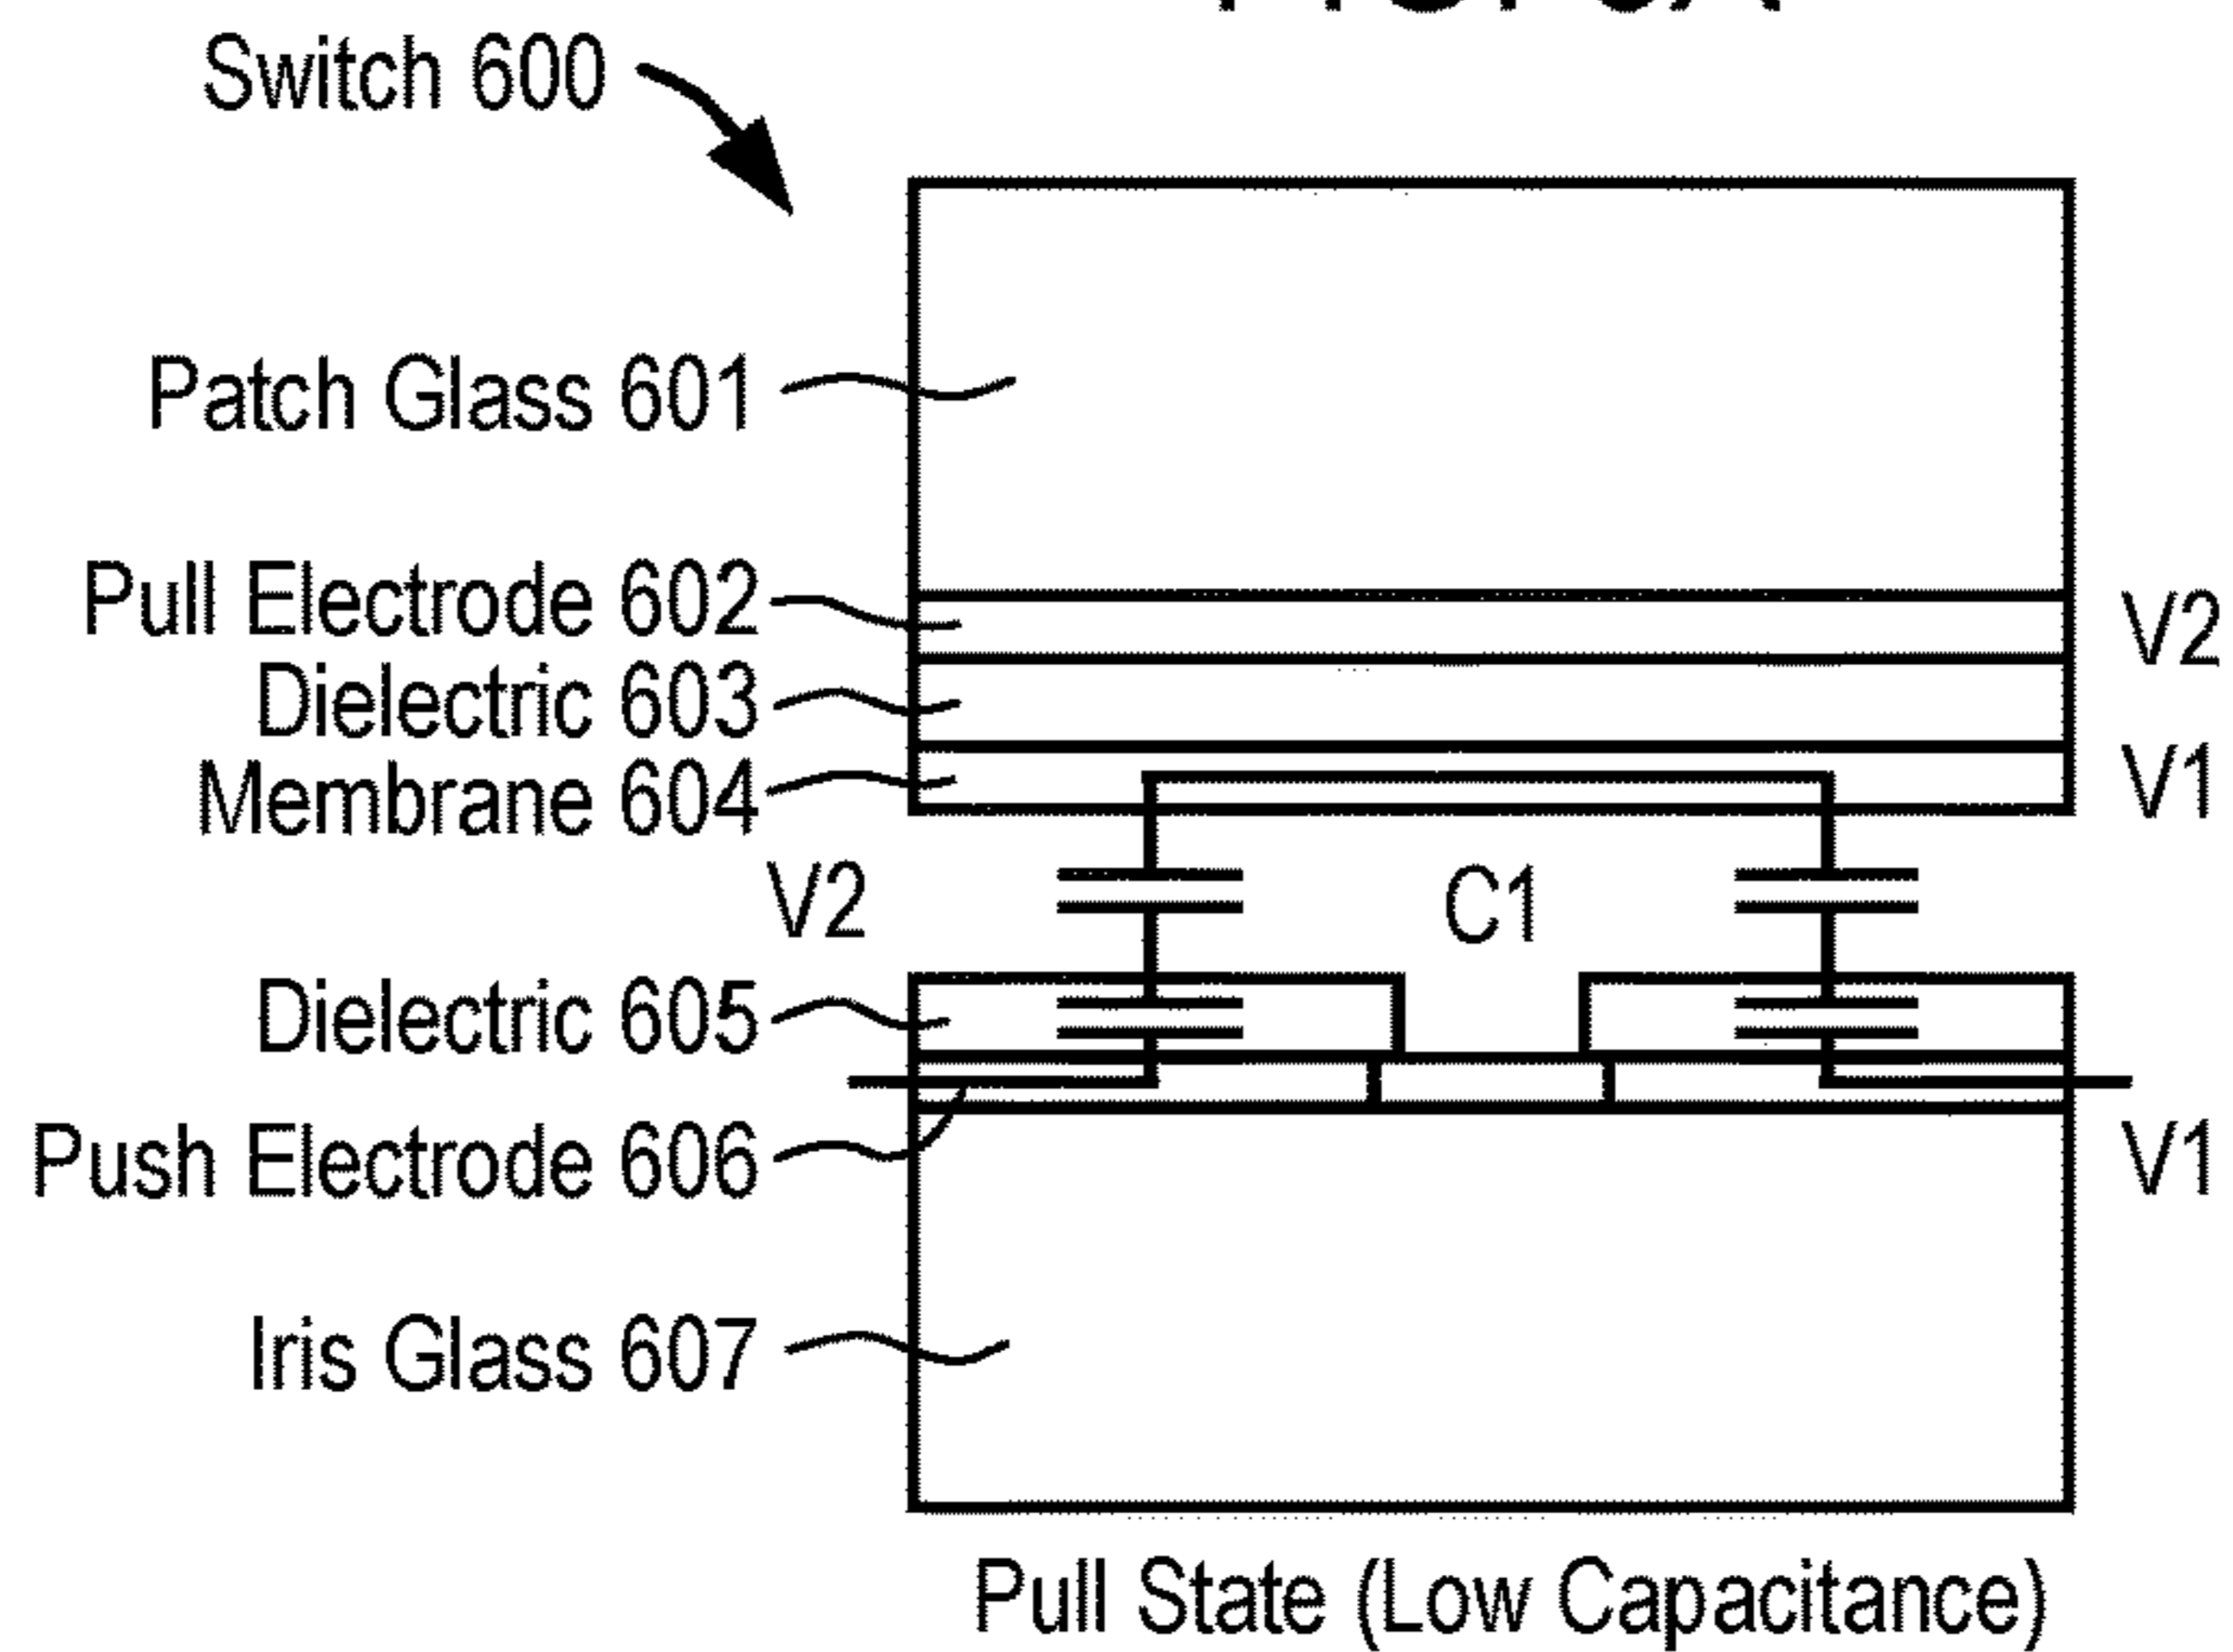 Switch 600
Patch Glass 601
Pull Electrode 602
V2
Dielectric 603
Membrane 604
V1
V2
C1
Dielectric 605
Push Electrode 606
V1
Iris Glass 607
Pull State (Low Capacitance)